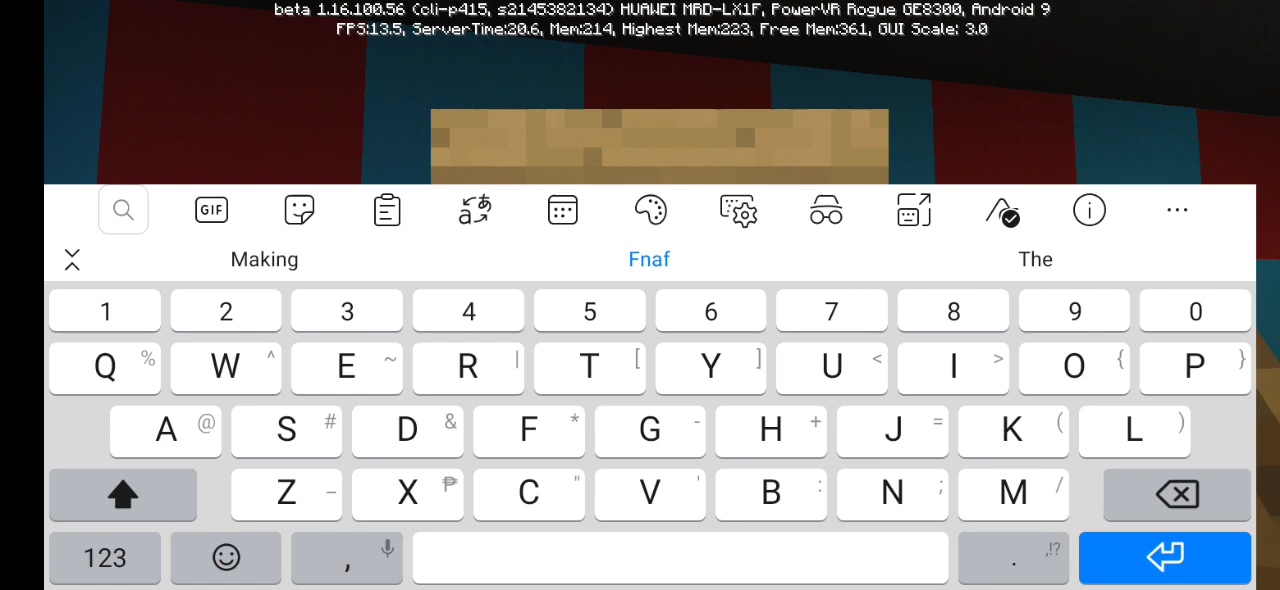 beta 1.16.100.56 (cli-p415, s2145382134) HUAWEI MRD-LX1F, PowerVR Rogue GE8300, Android 9
FPS:13.5, ServerTime:20.6, Mem:214, Highest Mem:223, Free Mem:361, GUI Scale: 3.0
GIF
a あ
Making Fnaf The
1 2 3 4 5 6 7 8 9 0
Q % W ^ E ~ R | T [ Y ] U < I > O { P }
A @ S # D & F * G - H + J = K ( L )
Z _ X ₱ C " V ' B : N ; M /
123 , . ,!?